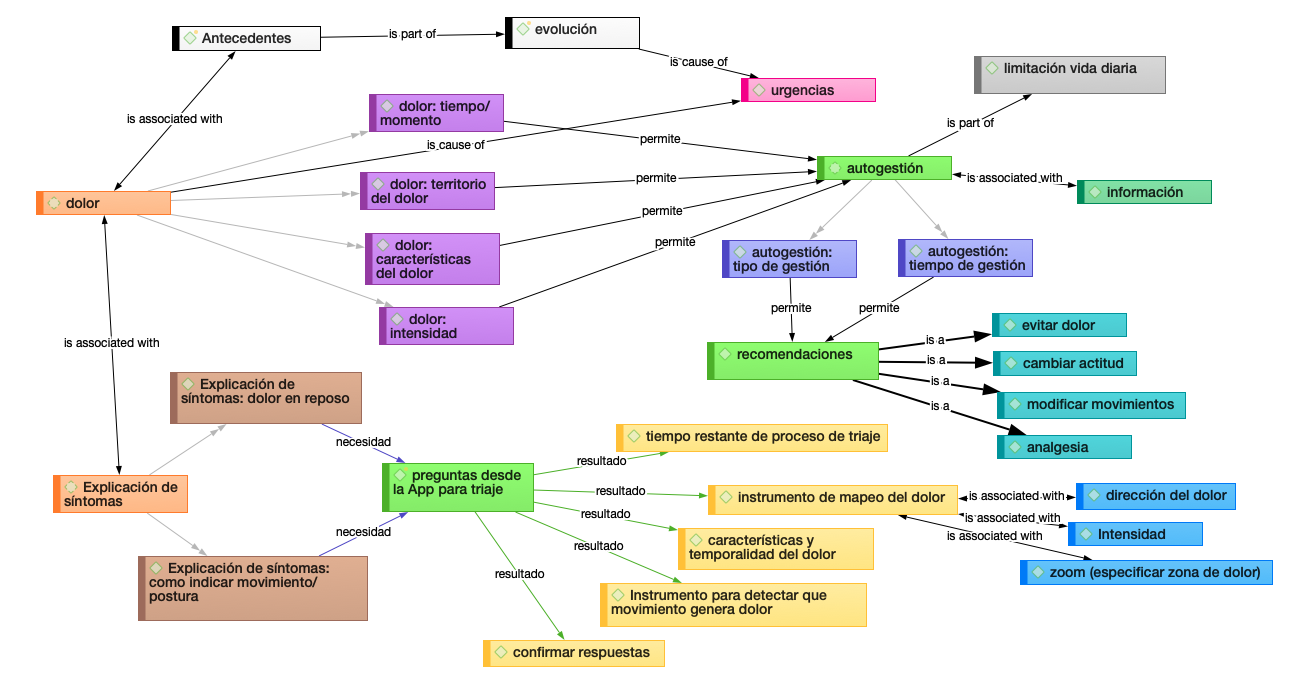 Antecedentes
is part of
evolución
is cause of
urgencias
limitación vida diaria
is part of
is associated with
dolor: tiempo/
momento
is cause of
permite
autogestión
is associated with
información
dolor
dolor: territorio
del dolor
permite
dolor:
características
del dolor
permite
permite
dolor:
intensidad
autogestión:
tipo de gestión
autogestión:
tiempo de gestión
permite
permite
recomendaciones
is a
evitar dolor
is a
cambiar actitud
is a
modificar movimientos
is a
analgesia
is associated with
Explicación de
síntomas: dolor en reposo
necesidad
Explicación de
síntomas
preguntas desde
la App para triaje
necesidad
Explicación de síntomas:
como indicar movimiento/
postura
resultado
tiempo restante de proceso de triaje
resultado
instrumento de mapeo del dolor
resultado
características y
temporalidad del dolor
resultado
Instrumento para detectar que
movimiento genera dolor
resultado
confirmar respuestas
is associated with
dirección del dolor
is associated with
Intensidad
is associated with
zoom (especificar zona de dolor)